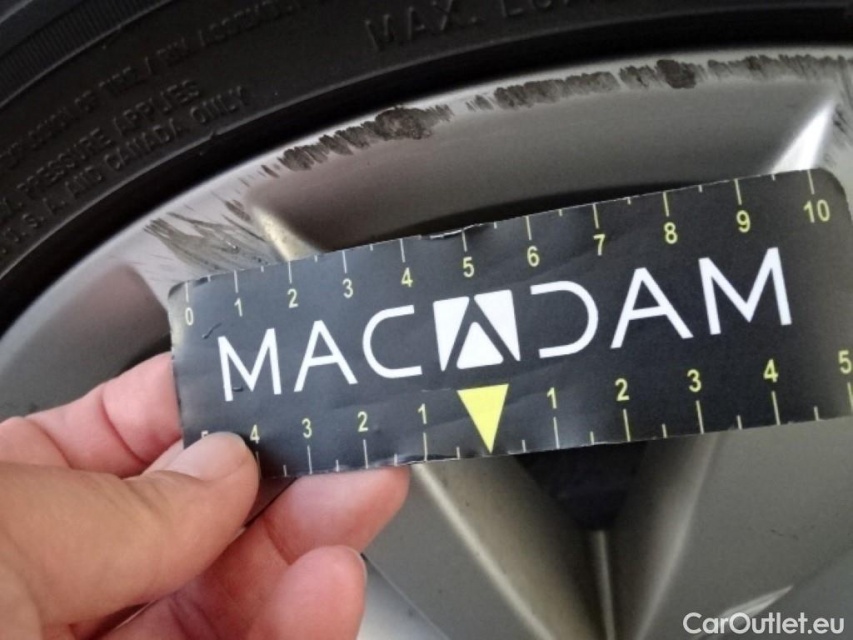 MAX.
PRESSURE APPLIES
U.S.A. AND CANADA ONLY
0 1 2 3 4 5 6 7 8 9 10
MACADAM
4 3 2 1 1 2 3 4 5
CarOutlet.eu